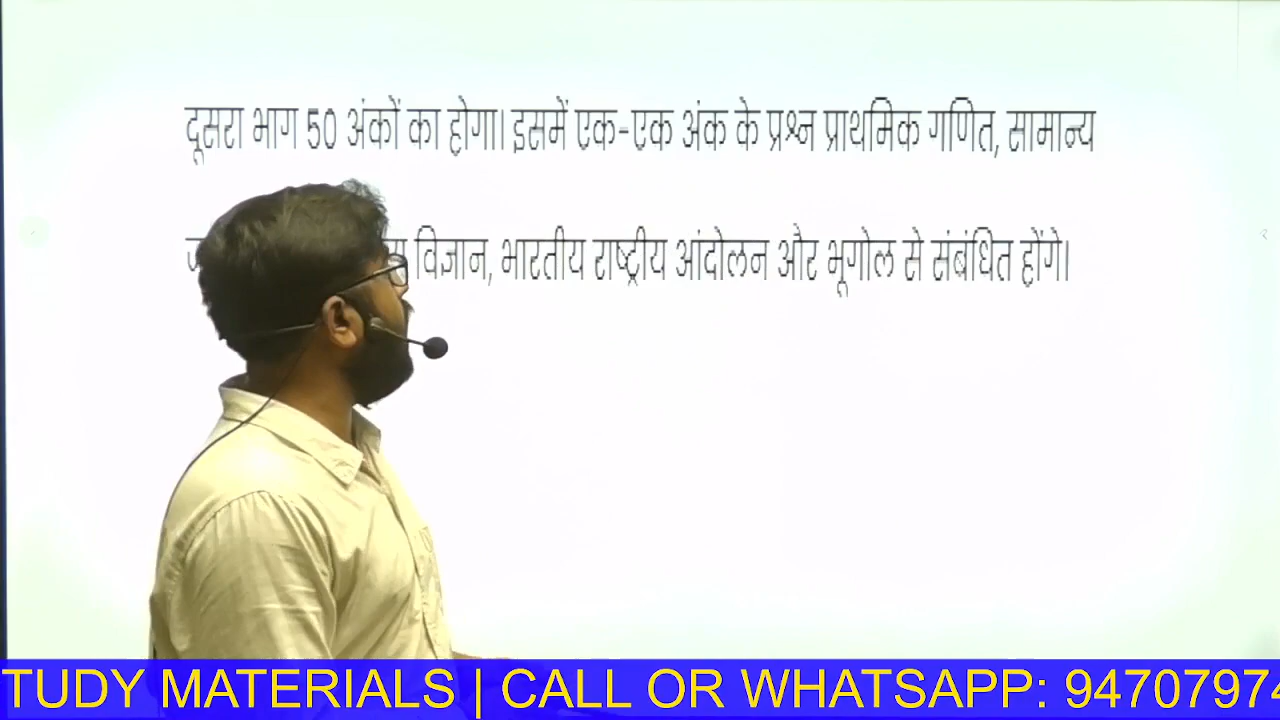 दूसरा भाग 50 अंकों का होगा। इसमें एक-एक अंक के प्रश्न प्राथमिक गणित, सामान्य
विज्ञान, भारतीय राष्ट्रीय आंदोलन और भूगोल से संबंधित होंगे।
TUDY MATERIALS | CALL OR WHATSAPP: 94707974